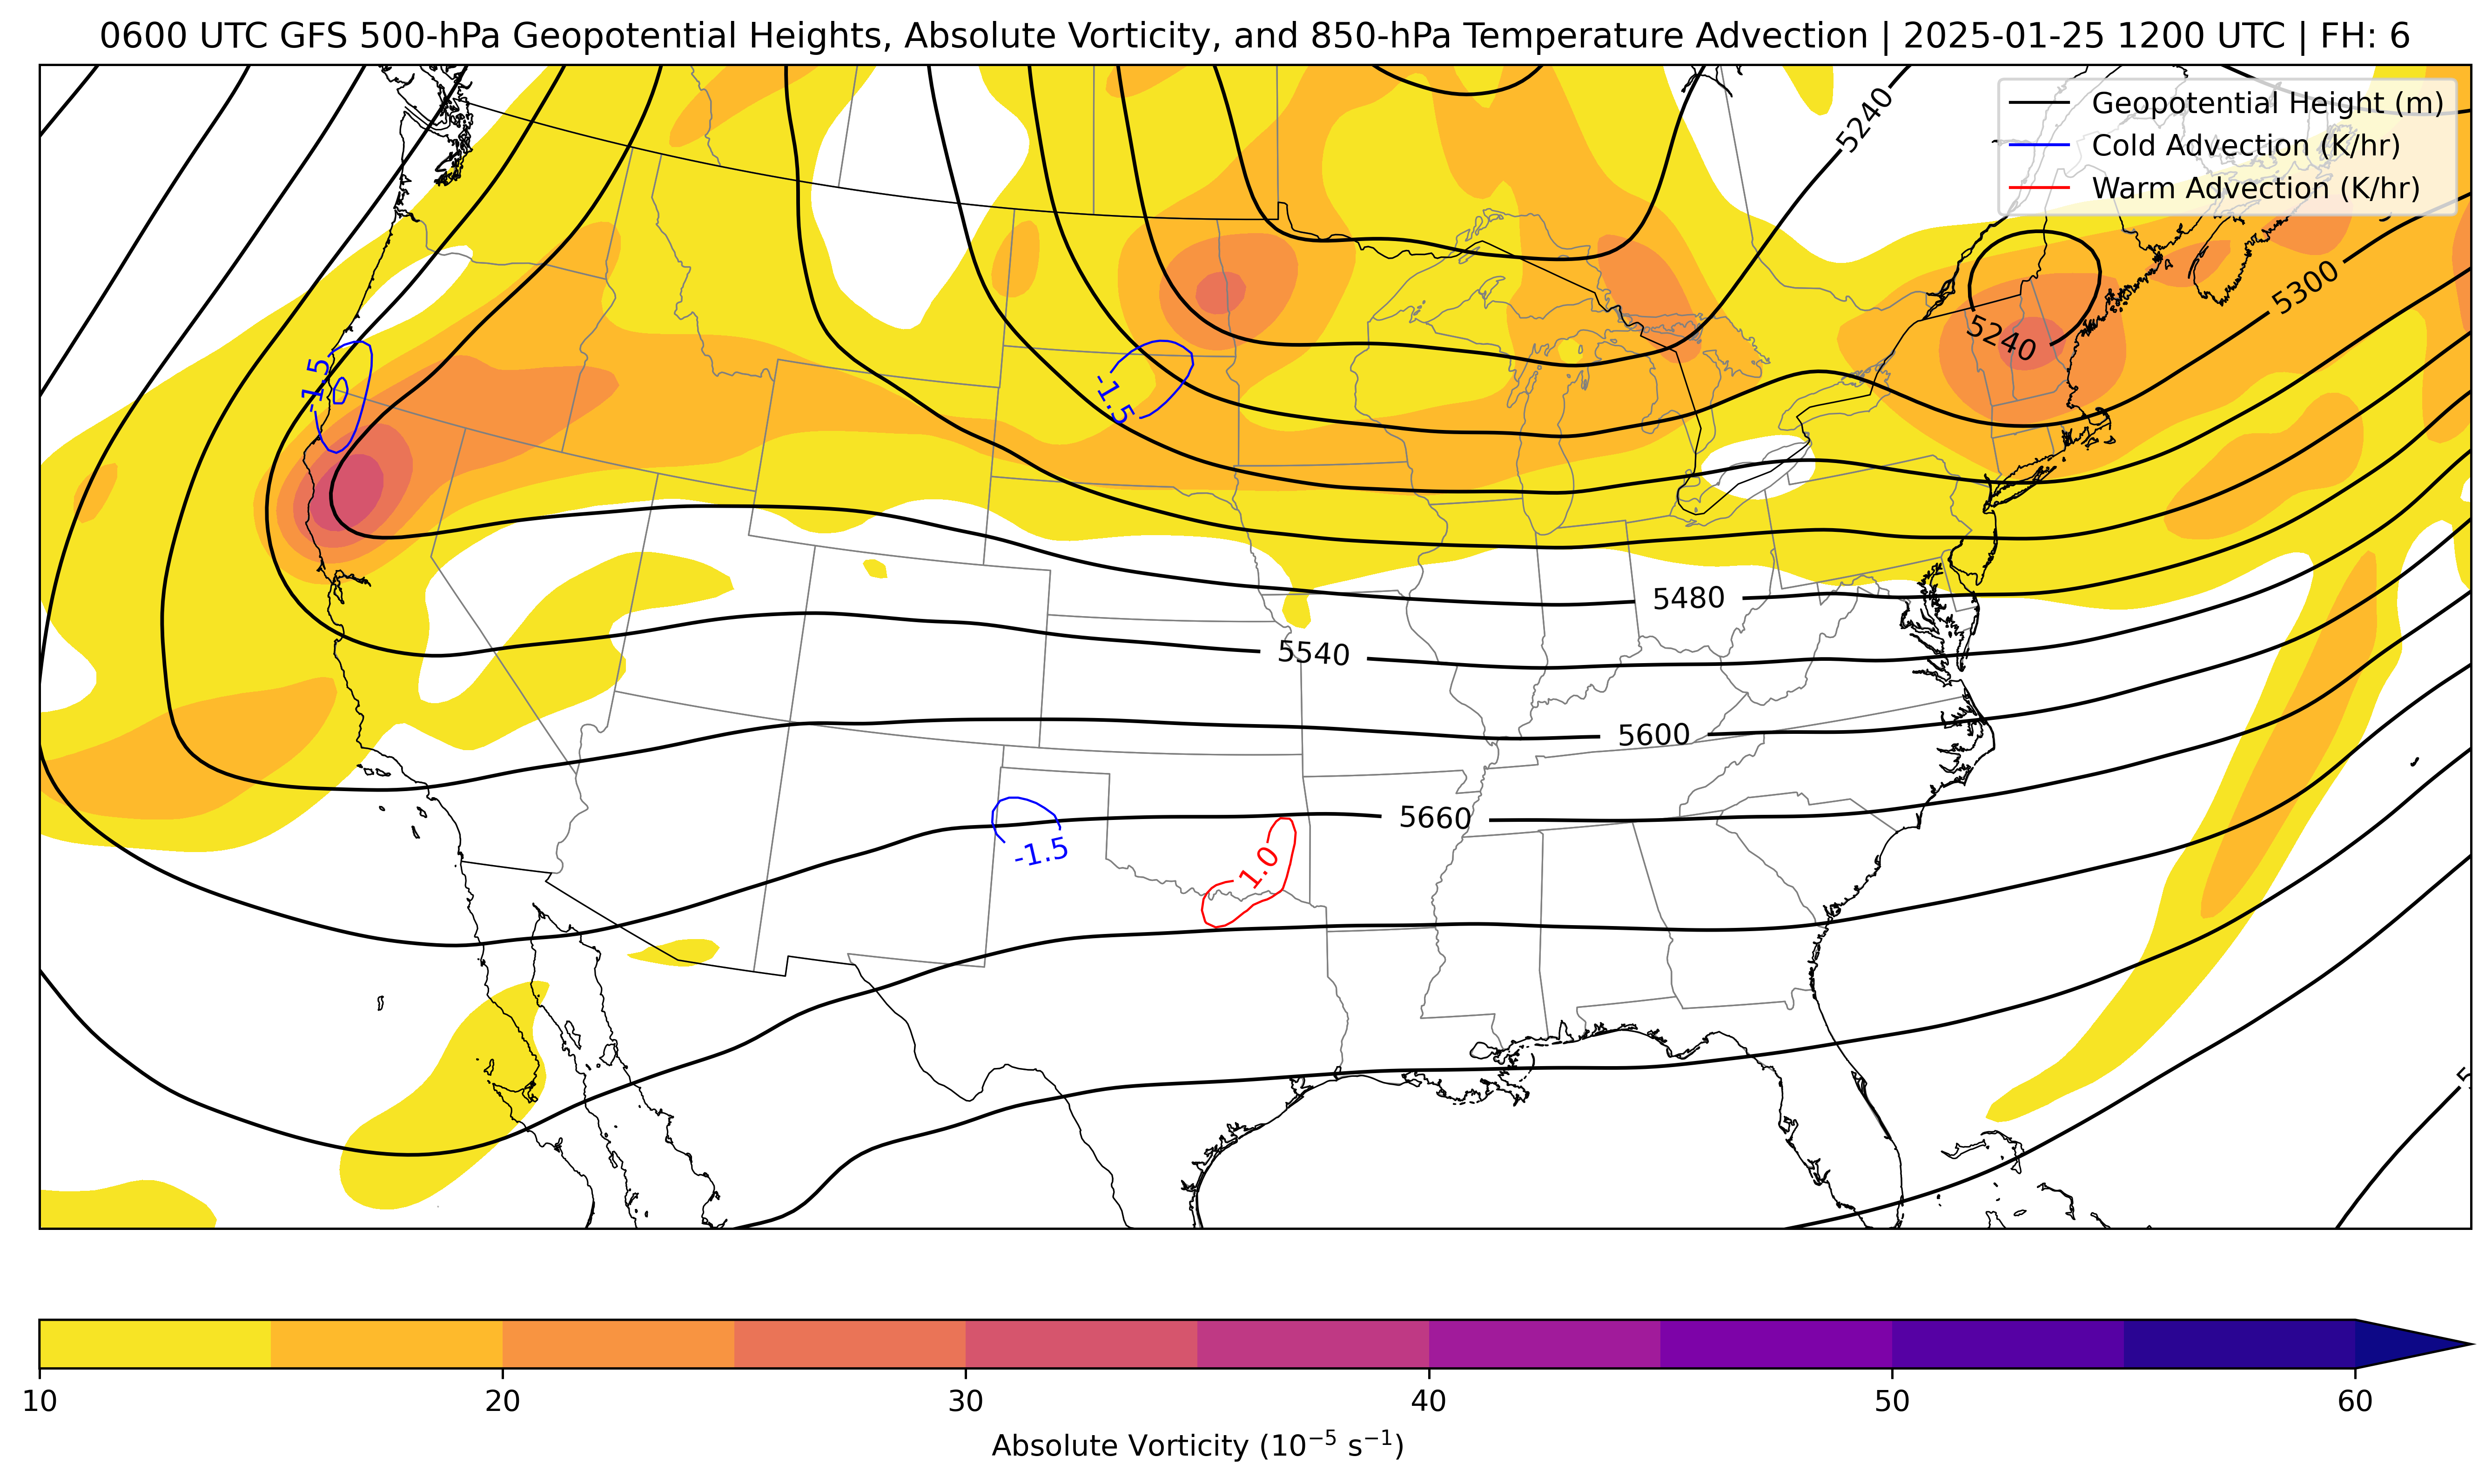 0600 UTC GFS 500-hPa Geopotential Heights, Absolute Vorticity, and 850-hPa Temperature Advection | 2025-01-25 1200 UTC | FH: 6
Geopotential Height (m)
Cold Advection (K/hr)
Warm Advection (K/hr)
5240
5300
5240
-1.5
-1.5
5480
5540
5600
5660
-1.5
1.0
10 20 30 40 50 60
Absolute Vorticity (10⁻⁵ s⁻¹)